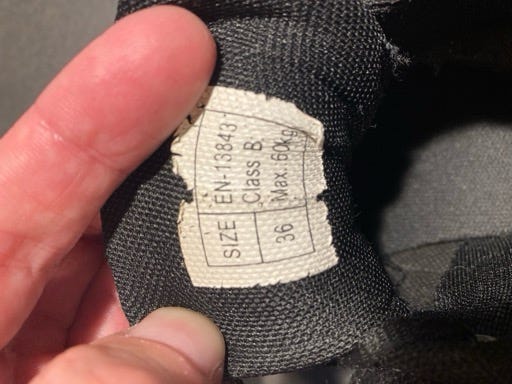 EN-13843
Class B
Max. 60kg
SIZE
36